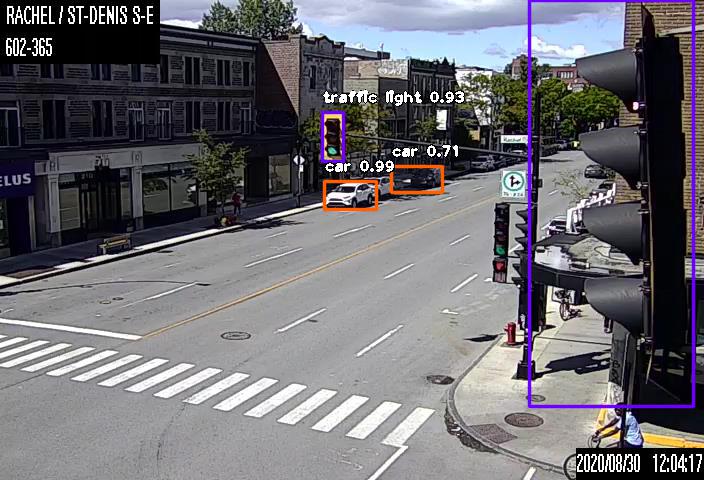 RACHEL / ST-DENIS S-E
602-365
traffic light 0.93
car 0.71
car 0.99
ELUS
2020/08/30 12:04:17